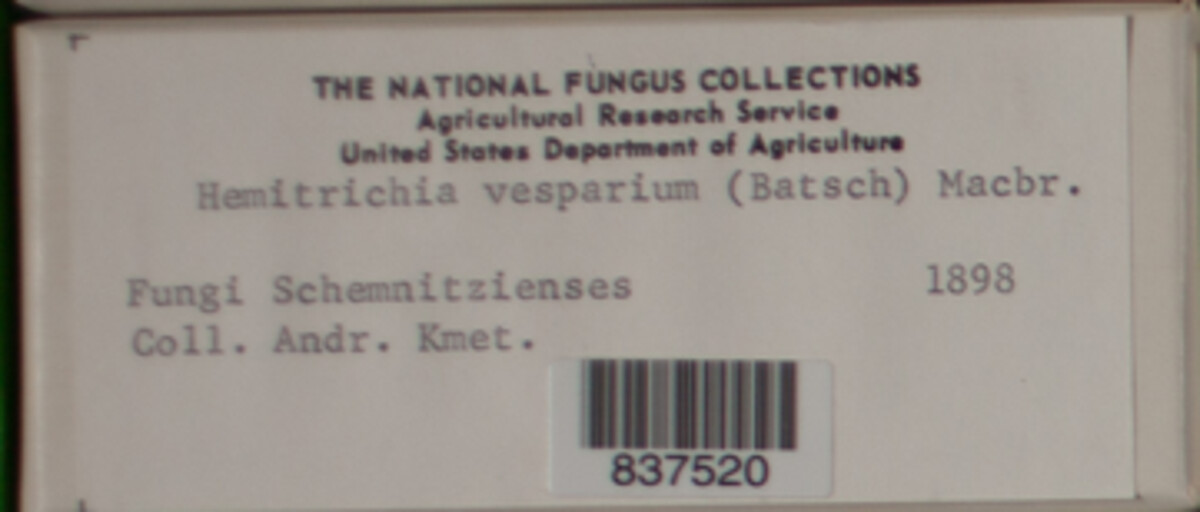 THE NATIONAL FUNGUS COLLECTIONS
Agricultural Research Service
United States Department of Agriculture
Hemitrichia vesparium (Batsch) Macbr.
Fungi Schemnitzienses 1898
Coll. Andr. Kmet.
837520